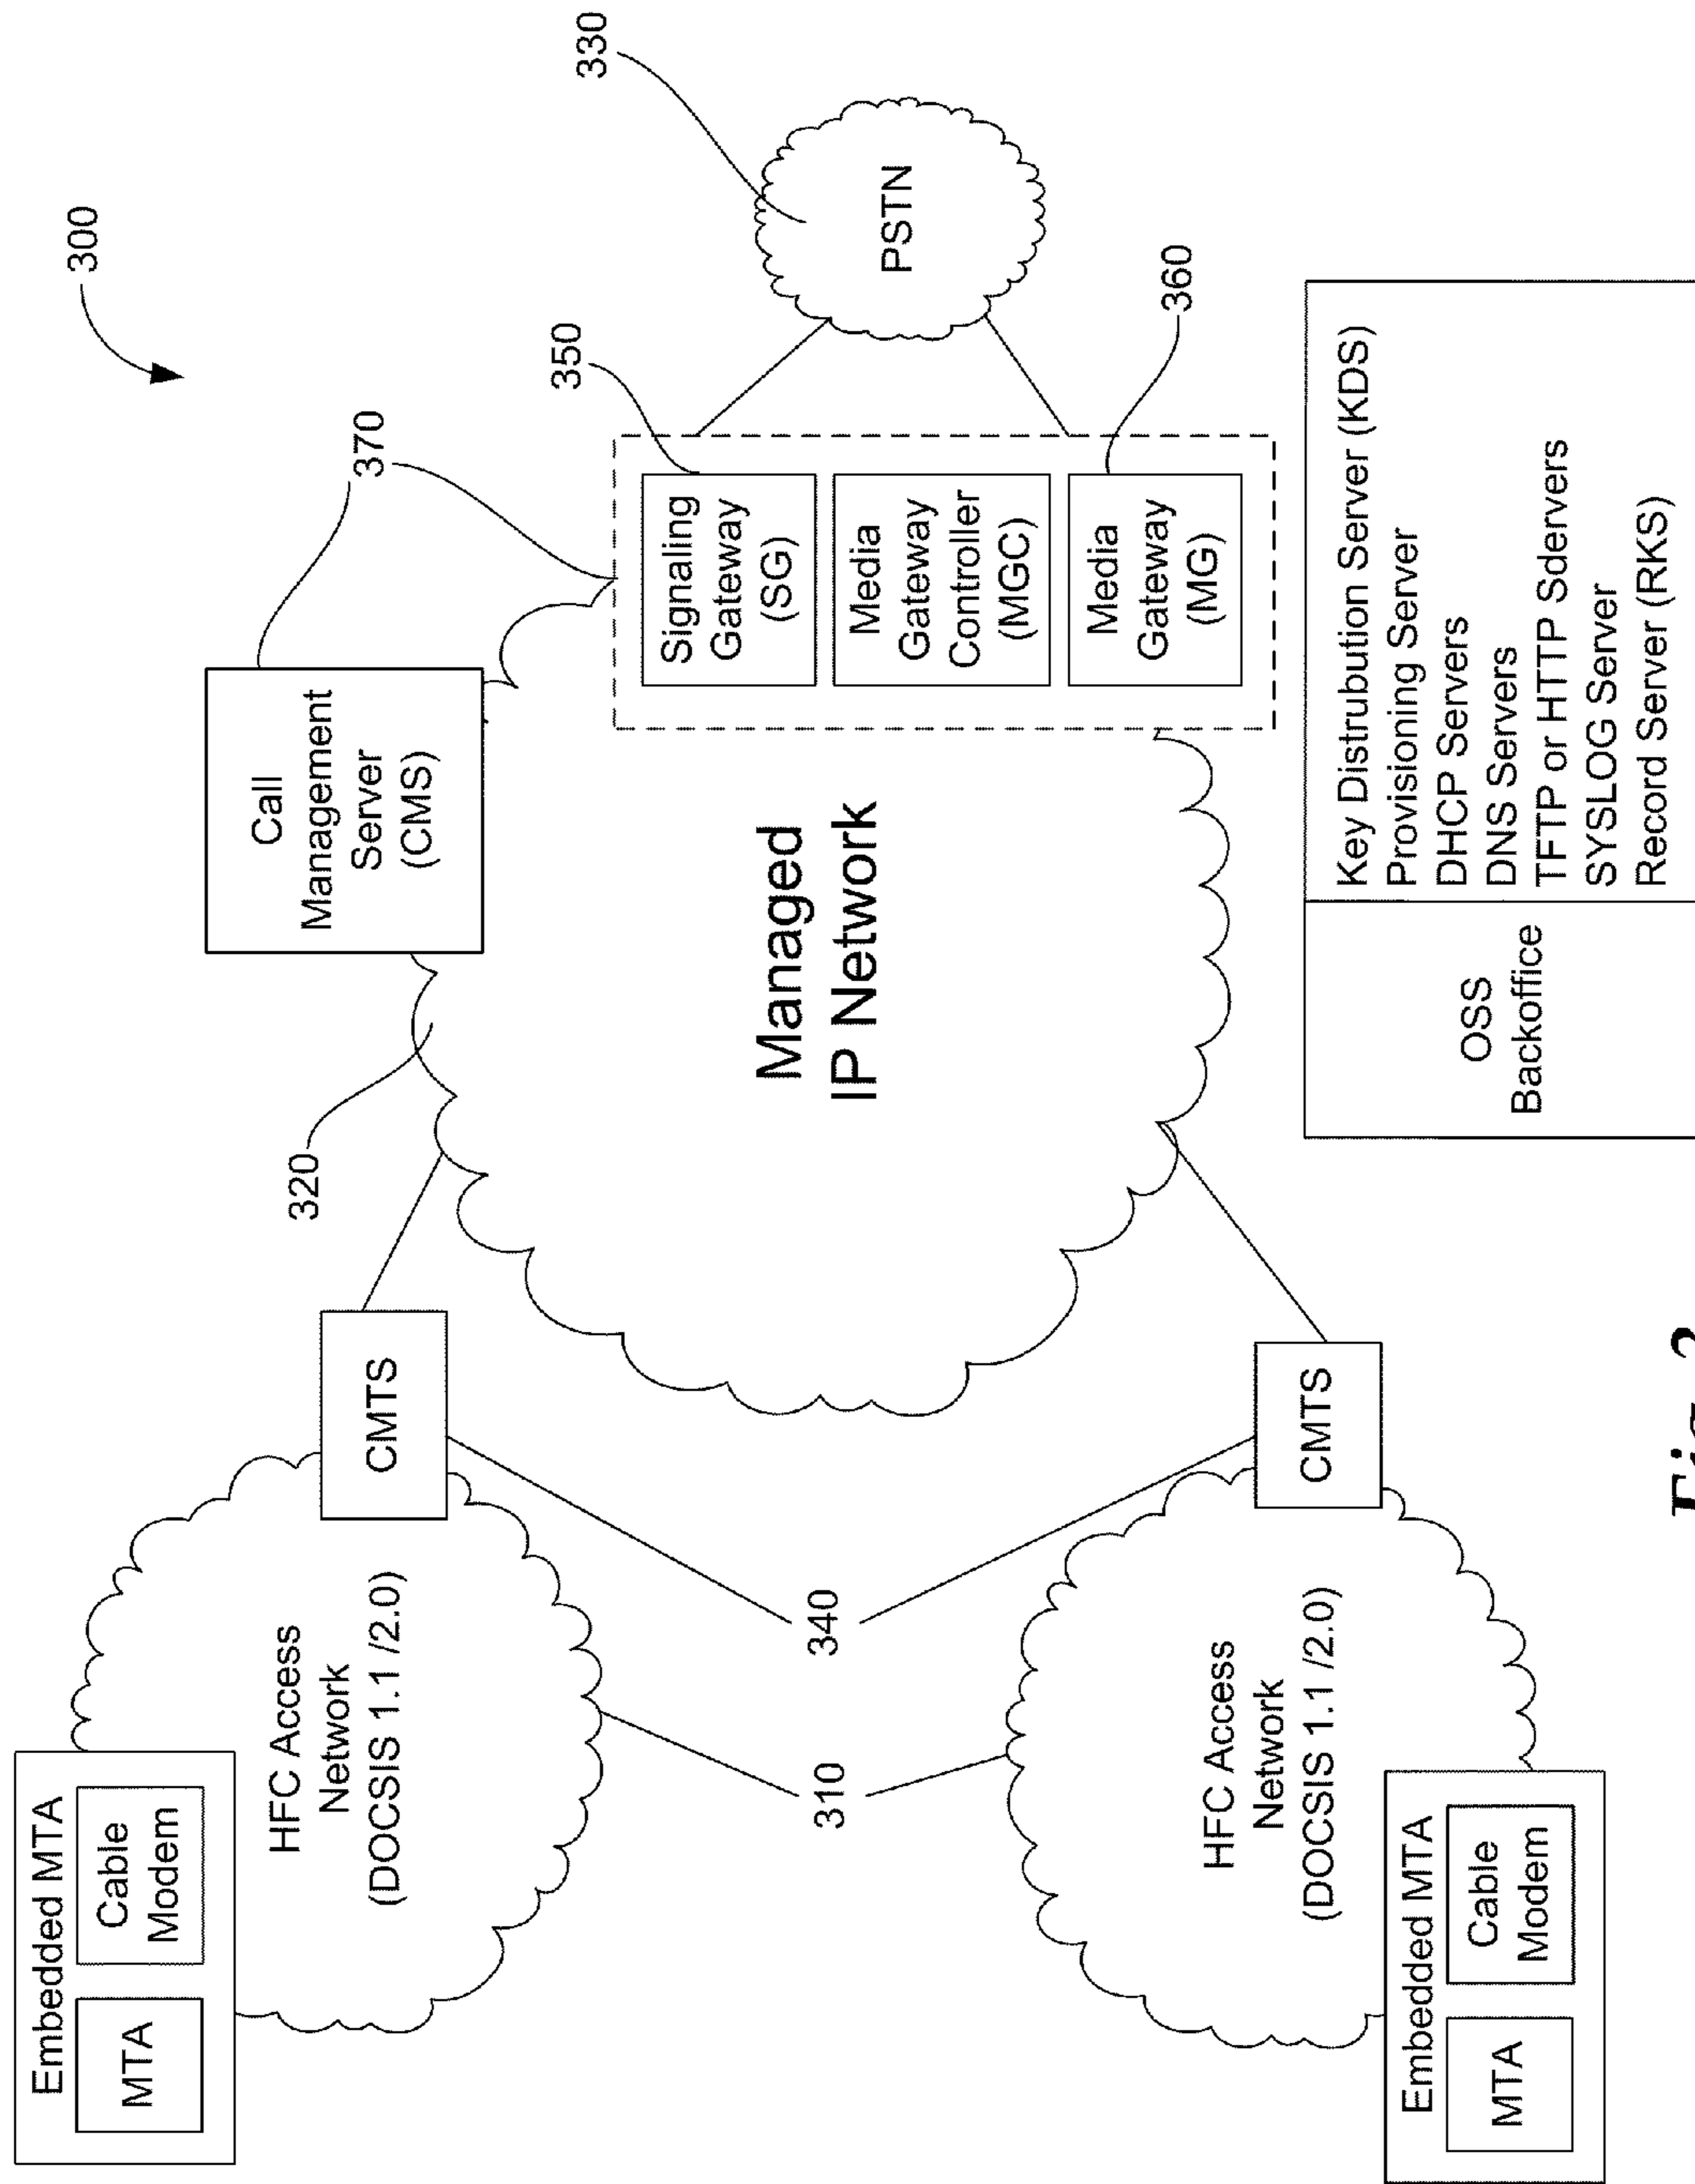 300
Embedded MTA
MTA
Cable
Modem
HFC Access
Network
(DOCSIS 1.1 /2.0)
CMTS
320
Call
Management
Server
(CMS)
370
350
330
Signaling
Gateway
(SG)
Media
Gateway
Controller
(MGC)
Media
Gateway
(MG)
PSTN
360
Managed
IP Network
310
340
HFC Access
Network
(DOCSIS 1.1 /2.0)
CMTS
Embedded MTA
MTA
Cable
Modem
OSS
Backoffice
Key Distrubution Server (KDS)
Provisioning Server
DHCP Servers
DNS Servers
TFTP or HTTP Sdervers
SYSLOG Server
Record Server (RKS)